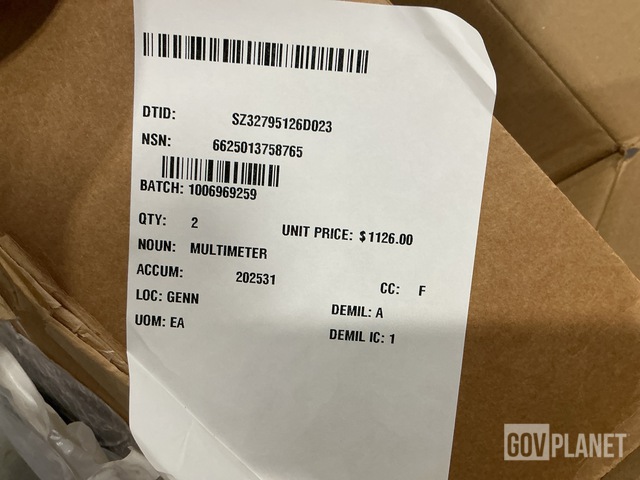 DTID: SZ32795126D023
NSN: 6625013758765
BATCH: 1006969259
QTY: 2 UNIT PRICE: $1126.00
NOUN: MULTIMETER
ACCUM: 202531 CC: F
LOC: GENN DEMIL: A
UOM: EA DEMIL IC: 1
GOVPLANET